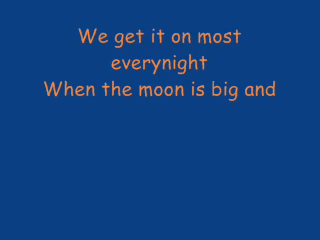 We get it on most
everynight
When the moon is big and